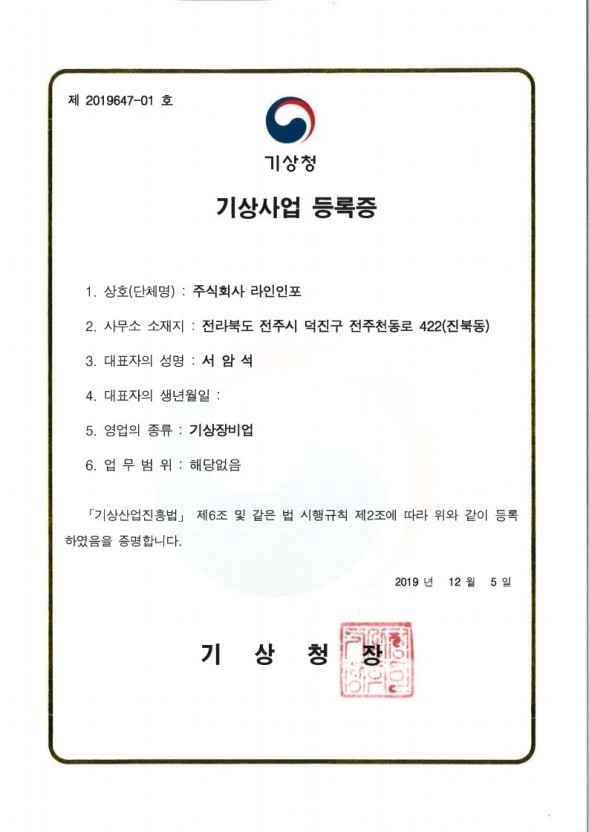 제 2019647-01 호
기상청
기상사업 등록증
1. 상호(단체명) : 주식회사 라인인포
2. 사무소 소재지 : 전라북도 전주시 덕진구 전주천동로 422(진북동)
3. 대표자의 성명 : 서 암 석
4. 대표자의 생년월일 :
5. 영업의 종류 : 기상장비업
6. 업 무 범 위 : 해당없음
「기상산업진흥법」 제6조 및 같은 법 시행규칙 제2조에 따라 위와 같이 등록
하였음을 증명합니다.
2019 년 12 월 5 일
기 상 청 장